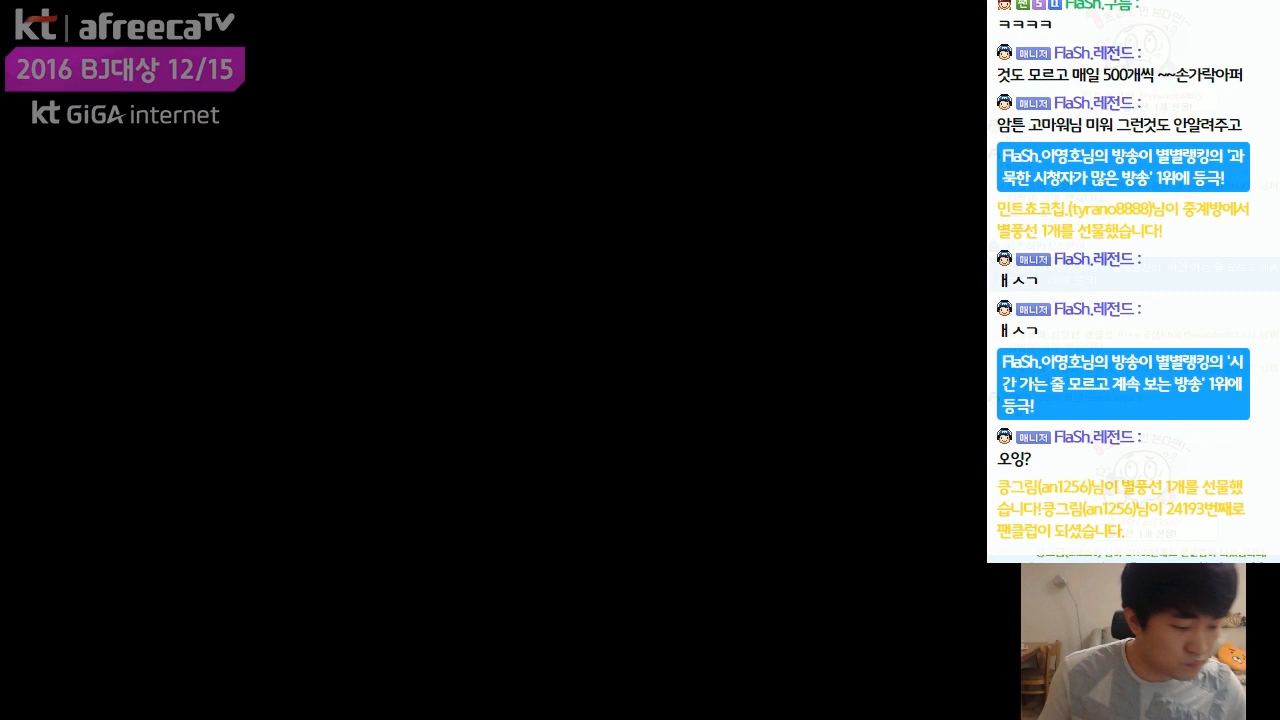 kt | afreecaTV
2016 BJ대상 12/15
kt GiGA internet
팬 FlaSh.구름 :
ㅋㅋㅋㅋ
매니저 FlaSh.레전드 :
것도 모르고 매일 500개씩 ~~손가락아퍼
매니저 FlaSh.레전드 :
암튼 고마워님 미워 그런것도 안알려주고
FlaSh.이영호님의 방송이 별별랭킹의 '과
묵한 시청자가 많은 방송' 1위에 등극!
민트쵸코칩.(tyrano8888)님이 중계방에서
별풍선 1개를 선물했습니다!
매니저 FlaSh.레전드 :
ㅐㅅㄱ
매니저 FlaSh.레전드 :
ㅐㅅㄱ
FlaSh.이영호님의 방송이 별별랭킹의 '시
간 가는 줄 모르고 계속 보는 방송' 1위에
등극!
매니저 FlaSh.레전드 :
오잉?
킁그림(an1256)님이 별풍선 1개를 선물했
습니다!킁그림(an1256)님이 24193번째로
팬클럽이 되셨습니다.